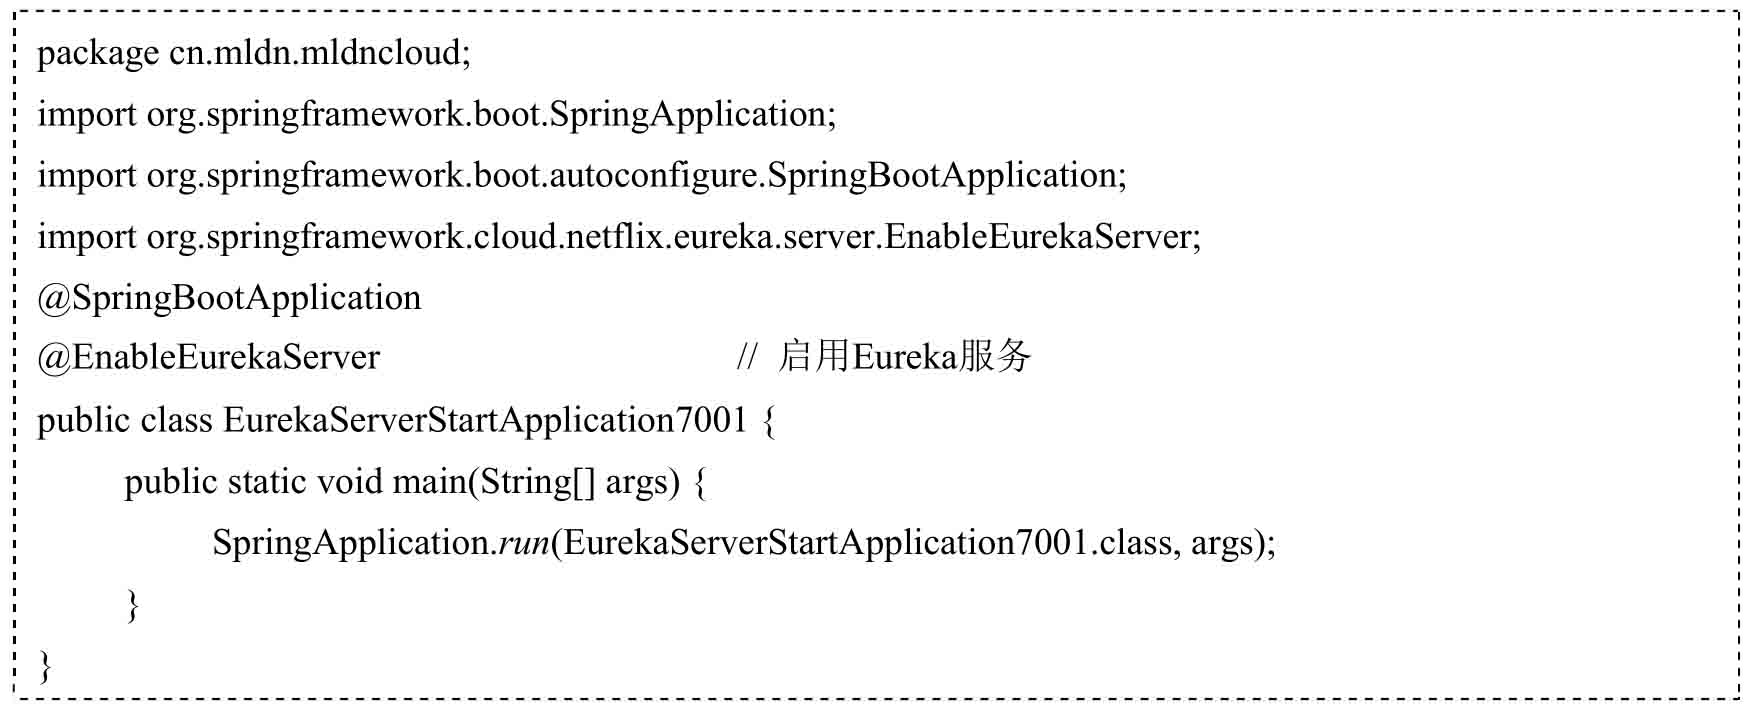 package cn.mldn.mldncloud;
import org.springframework.boot.SpringApplication;
import org.springframework.boot.autoconfigure.SpringBootApplication;
import org.springframework.cloud.netflix.eureka.server.EnableEurekaServer;
@SpringBootApplication
@EnableEurekaServer // 启用Eureka服务
public class EurekaServerStartApplication7001 {
public static void main(String[] args) {
SpringApplication.run(EurekaServerStartApplication7001.class, args);
}
}